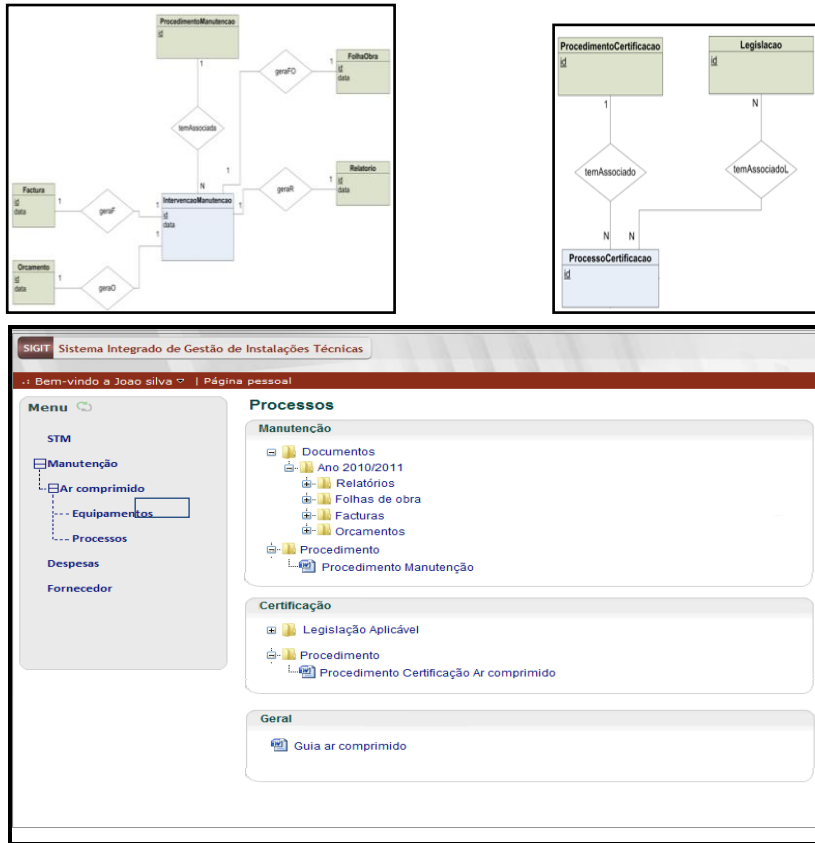 ProcedimentoManutencao
id
1
geraFO
1
FolhaObra
id
data
temAssociada
1
N
Factura
id
data
1
geraF
1
IntervencaoManutencao
id
data
1
geraR
1
Relatorio
id
data
1
Orcamento
id
data
1
geraO
ProcedimentoCertificacao
id
Legislacao
id
1
N
temAssociado
temAssociadoL
N
N
ProcessoCertificacao
id
SIGIT Sistema Integrado de Gestão de Instalações Técnicas
.: Bem-vindo a Joao silva | Página pessoal
Menu
STM
Manutenção
Ar comprimido
Equipamentos
Processos
Despesas
Fornecedor
Processos
Manutenção
Documentos
Ano 2010/2011
Relatórios
Folhas de obra
Facturas
Orcamentos
Procedimento
Procedimento Manutenção
Certificação
Legislação Aplicável
Procedimento
Procedimento Certificação Ar comprimido
Geral
Guia ar comprimido